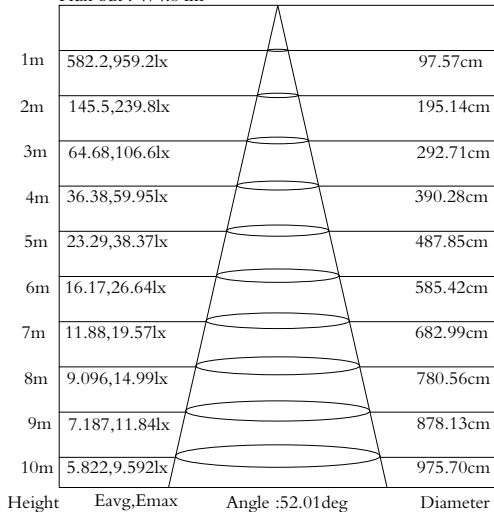 1m 582.2,959.2lx 97.57cm
2m 145.5,239.8lx 195.14cm
3m 64.68,106.6lx 292.71cm
4m 36.38,59.95lx 390.28cm
5m 23.29,38.37lx 487.85cm
6m 16.17,26.64lx 585.42cm
7m 11.88,19.57lx 682.99cm
8m 9.096,14.99lx 780.56cm
9m 7.187,11.84lx 878.13cm
10m 5.822,9.592lx 975.70cm
Height Eavg,Emax Angle :52.01deg Diameter